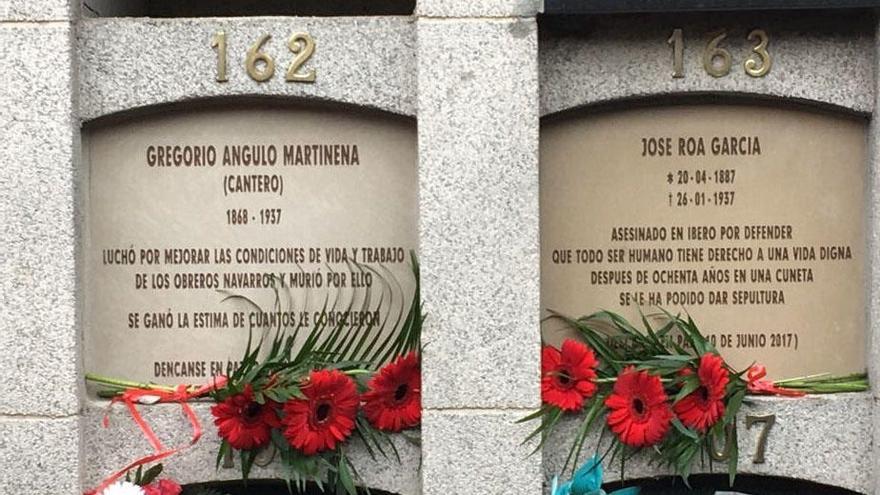 162
GREGORIO ANGULO MARTINENA
(CANTERO)
1868 - 1937
LUCHÓ POR MEJORAR LAS CONDICIONES DE VIDA Y TRABAJO
DE LOS OBREROS NAVARROS Y MURIÓ POR ELLO
SE GANÓ LA ESTIMA DE CUANTOS LE CONOCIERON
DENCANSE EN
163
JOSE ROA GARCIA
* 20-04-1887
† 26-01-1937
ASESINADO EN IBERO POR DEFENDER
QUE TODO SER HUMANO TIENE DERECHO A UNA VIDA DIGNA
DESPUES DE OCHENTA AÑOS EN UNA CUNETA
SE LE HA PODIDO DAR SEPULTURA
DE JUNIO 2017)